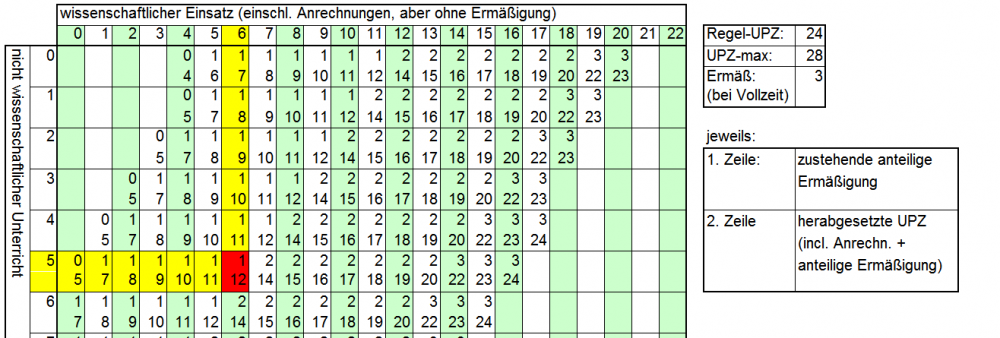 wissenschaftlicher Einsatz (einschl. Anrechnungen, aber ohne Ermäßigung)
0 1 2 3 4 5 6 7 8 9 10 11 12 13 14 15 16 17 18 19 20 21 22
nicht wissenschaftlicher Unterricht
0 0 1 1 1 1 1 1 1 2 2 2 2 2 2 2 3 3
4 6 7 8 9 10 11 12 14 15 16 17 18 19 20 22 23
1 0 1 1 1 1 1 1 2 2 2 2 2 2 2 3 3
5 7 8 9 10 11 12 14 15 16 17 18 19 20 22 23
2 0 1 1 1 1 1 1 2 2 2 2 2 2 2 3 3
5 7 8 9 10 11 12 14 15 16 17 18 19 20 22 23
3 0 1 1 1 1 1 1 2 2 2 2 2 2 2 3 3
5 7 8 9 10 11 12 14 15 16 17 18 19 20 22 23
4 0 1 1 1 1 1 1 2 2 2 2 2 2 2 3 3 3
5 7 8 9 10 11 12 14 15 16 17 18 19 20 22 23 24
5 0 1 1 1 1 1 1 2 2 2 2 2 2 2 3 3 3
5 7 8 9 10 11 12 14 15 16 17 18 19 20 22 23 24
6 1 1 1 1 1 1 2 2 2 2 2 2 2 3 3 3
7 8 9 10 11 12 14 15 16 17 18 19 20 22 23 24
Regel-UPZ: 24
UPZ-max: 28
Ermäß: 3
(bei Vollzeit)
jeweils:
1. Zeile: zustehende anteilige
Ermäßigung
2. Zeile herabgesetzte UPZ
(incl. Anrechn. +
anteilige Ermäßigung)